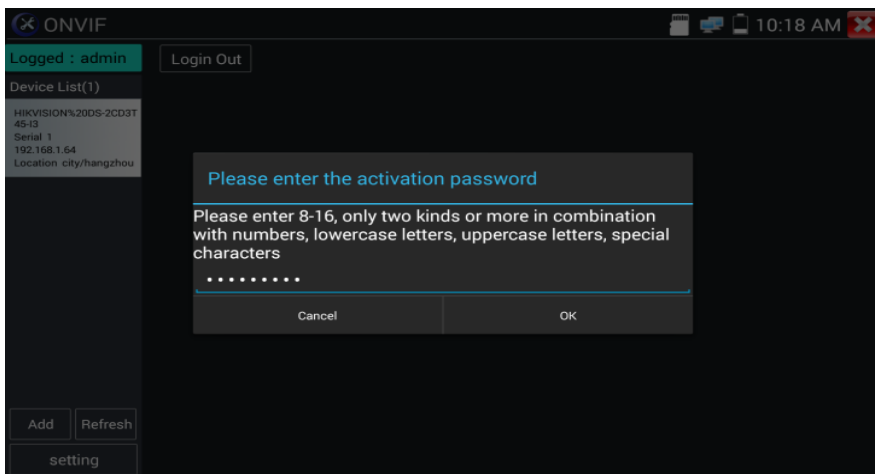 ONVIF
10:18 AM
Logged : admin
Login Out
Device List(1)
HIKVISION%20DS-2CD3T
45-I3
Serial 1
192.168.1.64
Location city/hangzhou
Please enter the activation password
Please enter 8-16, only two kinds or more in combination
with numbers, lowercase letters, uppercase letters, special
characters
•••••••••
Cancel
OK
Add
Refresh
setting